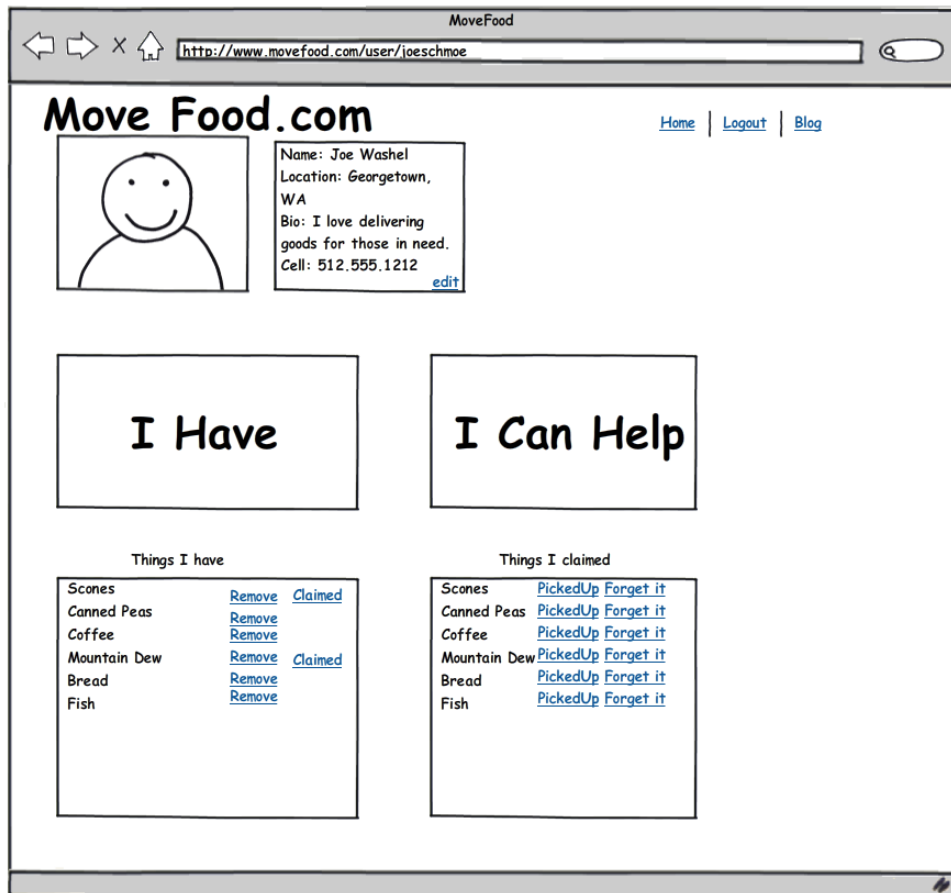 MoveFood
http://www.movefood.com/user/joeschmoe
Move Food.com
Home | Logout | Blog
Name: Joe Washel
Location: Georgetown,
WA
Bio: I love delivering
goods for those in need.
Cell: 512.555.1212
edit
I Have
I Can Help
Things I have
Scones Remove Claimed
Canned Peas Remove
Coffee Remove
Mountain Dew Remove Claimed
Bread Remove
Fish Remove
Things I claimed
Scones PickedUp Forget it
Canned Peas PickedUp Forget it
Coffee PickedUp Forget it
Mountain Dew PickedUp Forget it
Bread PickedUp Forget it
Fish PickedUp Forget it